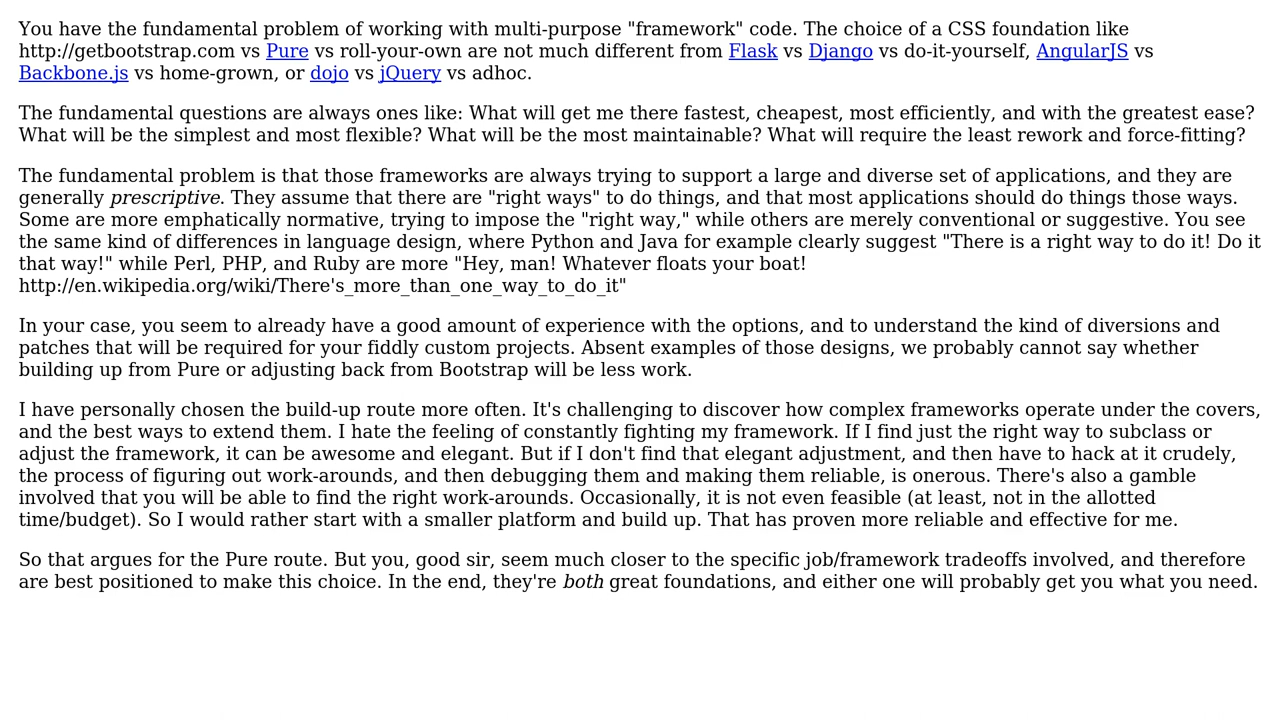 You have the fundamental problem of working with multi-purpose "framework" code. The choice of a CSS foundation like
http://getbootstrap.com vs Pure vs roll-your-own are not much different from Flask vs Django vs do-it-yourself, AngularJS vs
Backbone.js vs home-grown, or dojo vs jQuery vs adhoc.
The fundamental questions are always ones like: What will get me there fastest, cheapest, most efficiently, and with the greatest ease?
What will be the simplest and most flexible? What will be the most maintainable? What will require the least rework and force-fitting?
The fundamental problem is that those frameworks are always trying to support a large and diverse set of applications, and they are
generally prescriptive. They assume that there are "right ways" to do things, and that most applications should do things those ways.
Some are more emphatically normative, trying to impose the "right way," while others are merely conventional or suggestive. You see
the same kind of differences in language design, where Python and Java for example clearly suggest "There is a right way to do it! Do it
that way!" while Perl, PHP, and Ruby are more "Hey, man! Whatever floats your boat!
http://en.wikipedia.org/wiki/There's_more_than_one_way_to_do_it"
In your case, you seem to already have a good amount of experience with the options, and to understand the kind of diversions and
patches that will be required for your fiddly custom projects. Absent examples of those designs, we probably cannot say whether
building up from Pure or adjusting back from Bootstrap will be less work.
I have personally chosen the build-up route more often. It's challenging to discover how complex frameworks operate under the covers,
and the best ways to extend them. I hate the feeling of constantly fighting my framework. If I find just the right way to subclass or
adjust the framework, it can be awesome and elegant. But if I don't find that elegant adjustment, and then have to hack at it crudely,
the process of figuring out work-arounds, and then debugging them and making them reliable, is onerous. There's also a gamble
involved that you will be able to find the right work-arounds. Occasionally, it is not even feasible (at least, not in the allotted
time/budget). So I would rather start with a smaller platform and build up. That has proven more reliable and effective for me.
So that argues for the Pure route. But you, good sir, seem much closer to the specific job/framework tradeoffs involved, and therefore
are best positioned to make this choice. In the end, they're both great foundations, and either one will probably get you what you need.